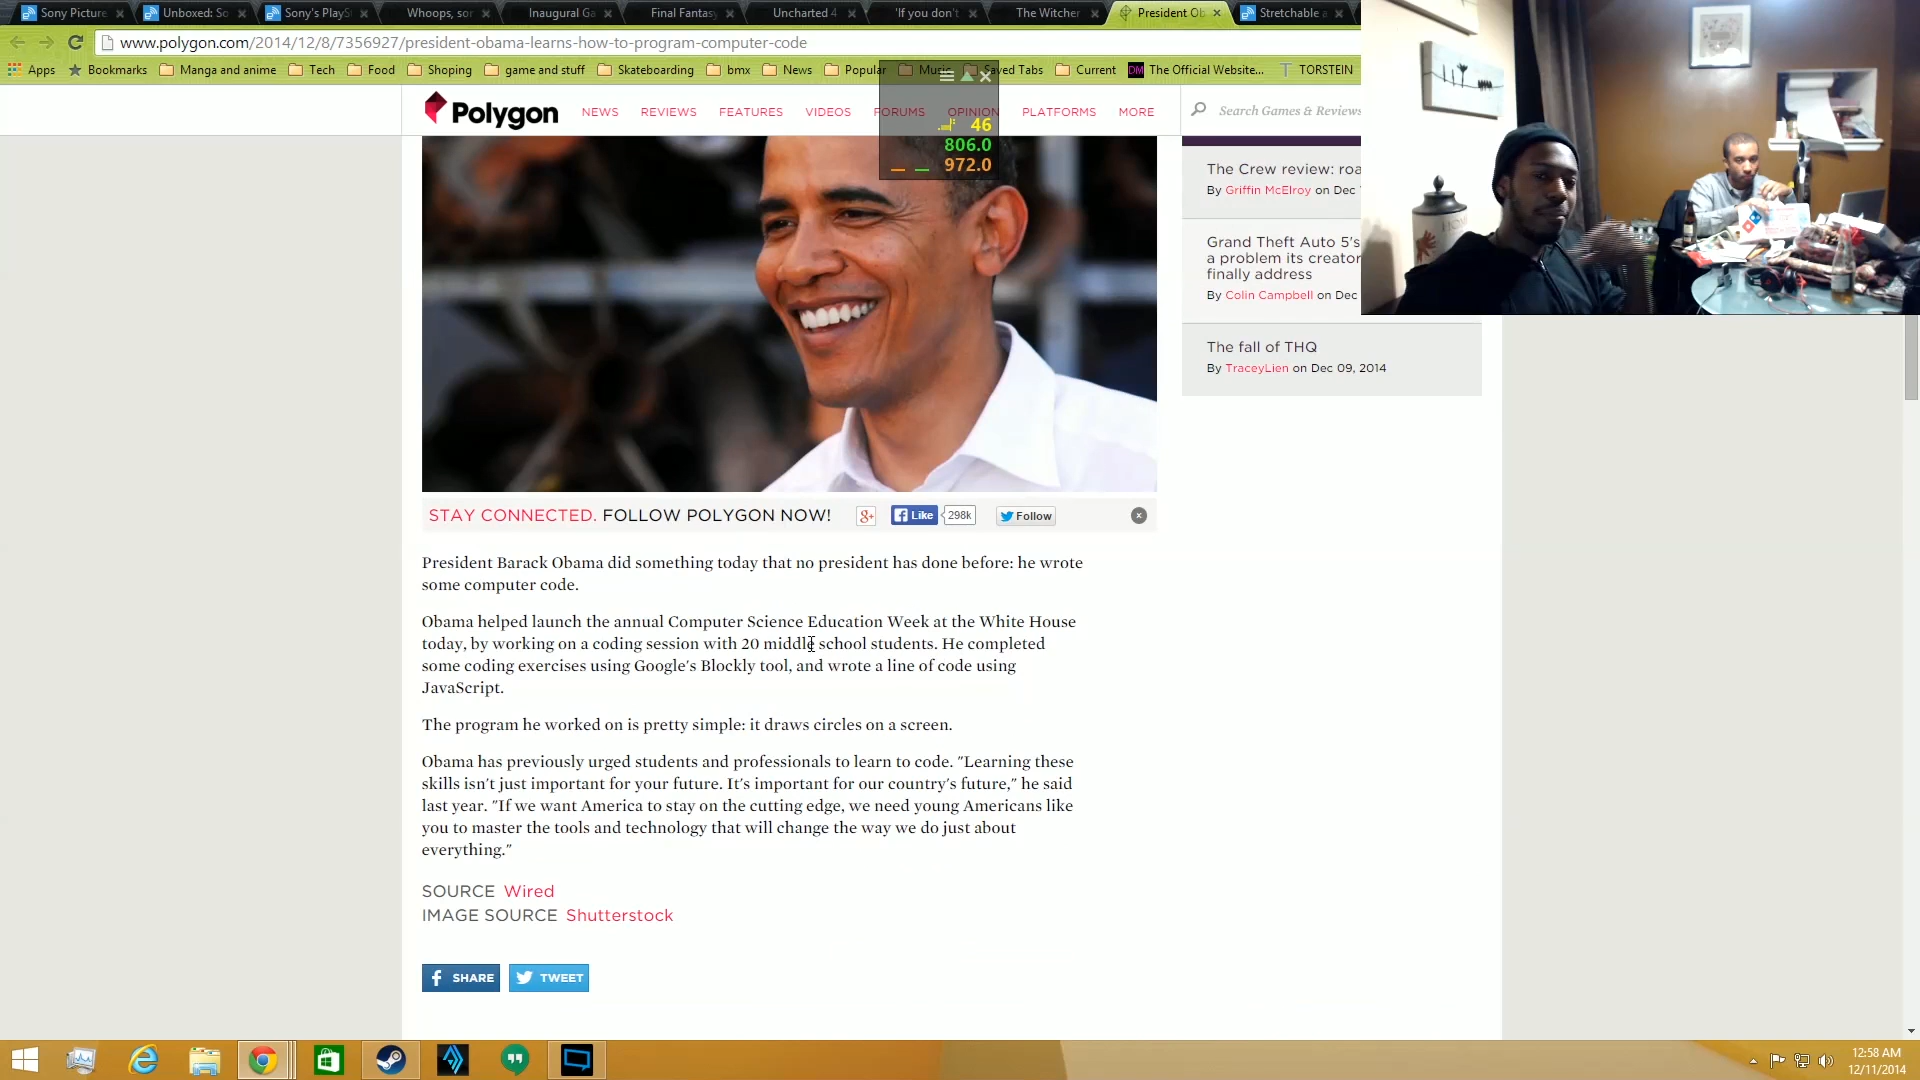 Sony Picture
Unboxed: So
Sony's PlayS
Whoops, sor
Inaugural Ga
Final Fantasy
Uncharted 4
'If you don't
The Witcher
President Ob
Stretchable a
www.polygon.com/2014/12/8/7356927/president-obama-learns-how-to-program-computer-code
Apps
Bookmarks
Manga and anime
Tech
Food
Shoping
game and stuff
Skateboarding
bmx
News
Popular
Music
Saved Tabs
Current
DM
The Official Website...
TORSTEIN
Polygon
NEWS
REVIEWS
FEATURES
VIDEOS
FORUMS
OPINION
PLATFORMS
MORE
Search Games & Reviews
46
806.0
972.0
The Crew review: roa
By Griffin McElroy on Dec
Grand Theft Auto 5's
a problem its creator
finally address
By Colin Campbell on Dec
The fall of THQ
By TraceyLien on Dec 09, 2014
STAY CONNECTED. FOLLOW POLYGON NOW!
g+
Like
298k
Follow
President Barack Obama did something today that no president has done before: he wrote
some computer code.
Obama helped launch the annual Computer Science Education Week at the White House
today, by working on a coding session with 20 middle school students. He completed
some coding exercises using Google's Blockly tool, and wrote a line of code using
JavaScript.
The program he worked on is pretty simple: it draws circles on a screen.
Obama has previously urged students and professionals to learn to code. "Learning these
skills isn't just important for your future. It's important for our country's future," he said
last year. "If we want America to stay on the cutting edge, we need young Americans like
you to master the tools and technology that will change the way we do just about
everything."
SOURCE Wired
IMAGE SOURCE Shutterstock
SHARE
TWEET
12:58 AM
12/11/2014